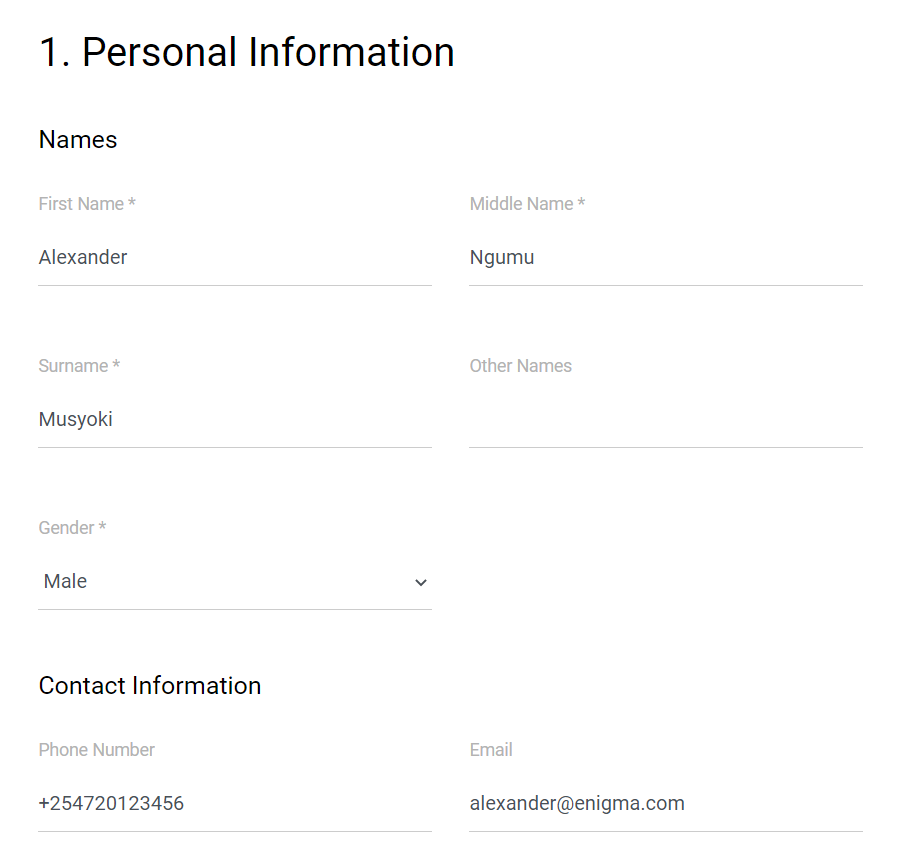 1. Personal Information
Names
First Name * Middle Name *
Alexander Ngumu
Surname * Other Names
Musyoki
Gender *
Male
Contact Information
Phone Number Email
+254720123456 alexander@enigma.com